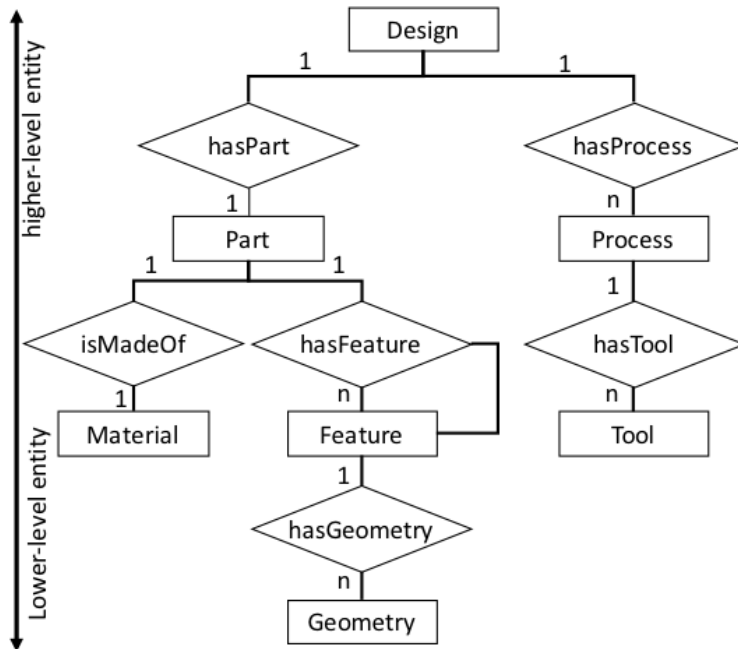 Design
1
1
higher-level entity
hasPart
hasProcess
1
n
Part
Process
1
1
1
isMadeOf
hasFeature
hasTool
1
n
n
Material
Feature
Tool
1
Lower-level entity
hasGeometry
n
Geometry